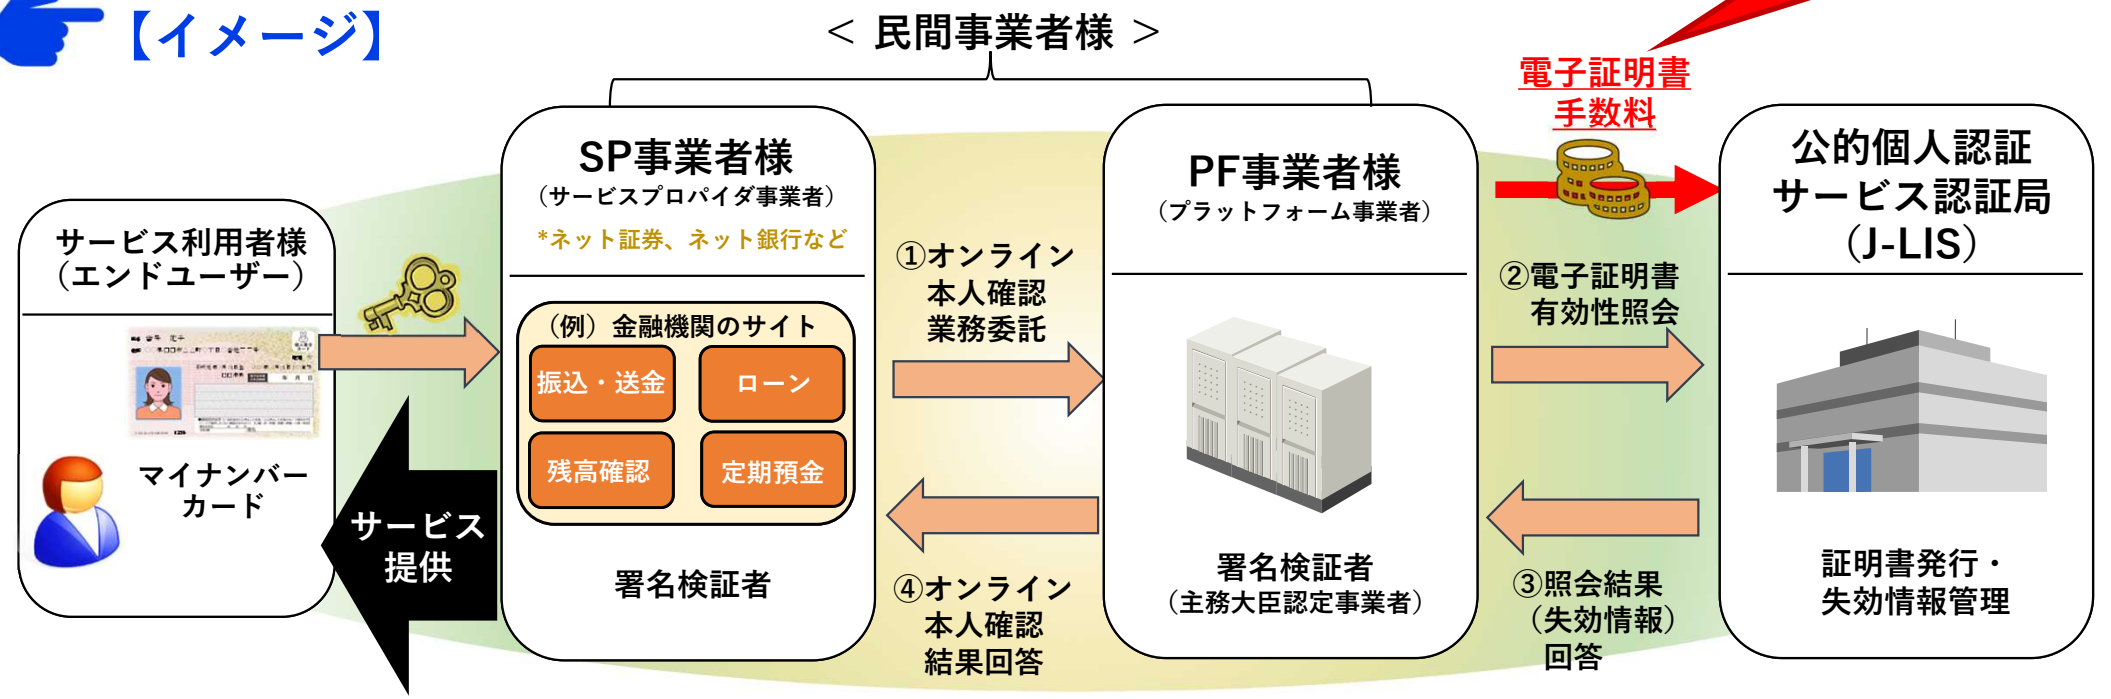 【イメージ】
＜ 民間事業者様 ＞
電子証明書
手数料
サービス利用者様
（エンドユーザー）
マイナンバー
カード
サービス
提供
SP事業者様
（サービスプロバイダ事業者）
*ネット証券、ネット銀行など
（例）金融機関のサイト
振込・送金
ローン
残高確認
定期預金
署名検証者
①オンライン
本人確認
業務委託
④オンライン
本人確認
結果回答
PF事業者様
（プラットフォーム事業者）
署名検証者
（主務大臣認定事業者）
②電子証明書
有効性照会
③照会結果
（失効情報）
回答
公的個人認証
サービス認証局
（J-LIS）
証明書発行・
失効情報管理